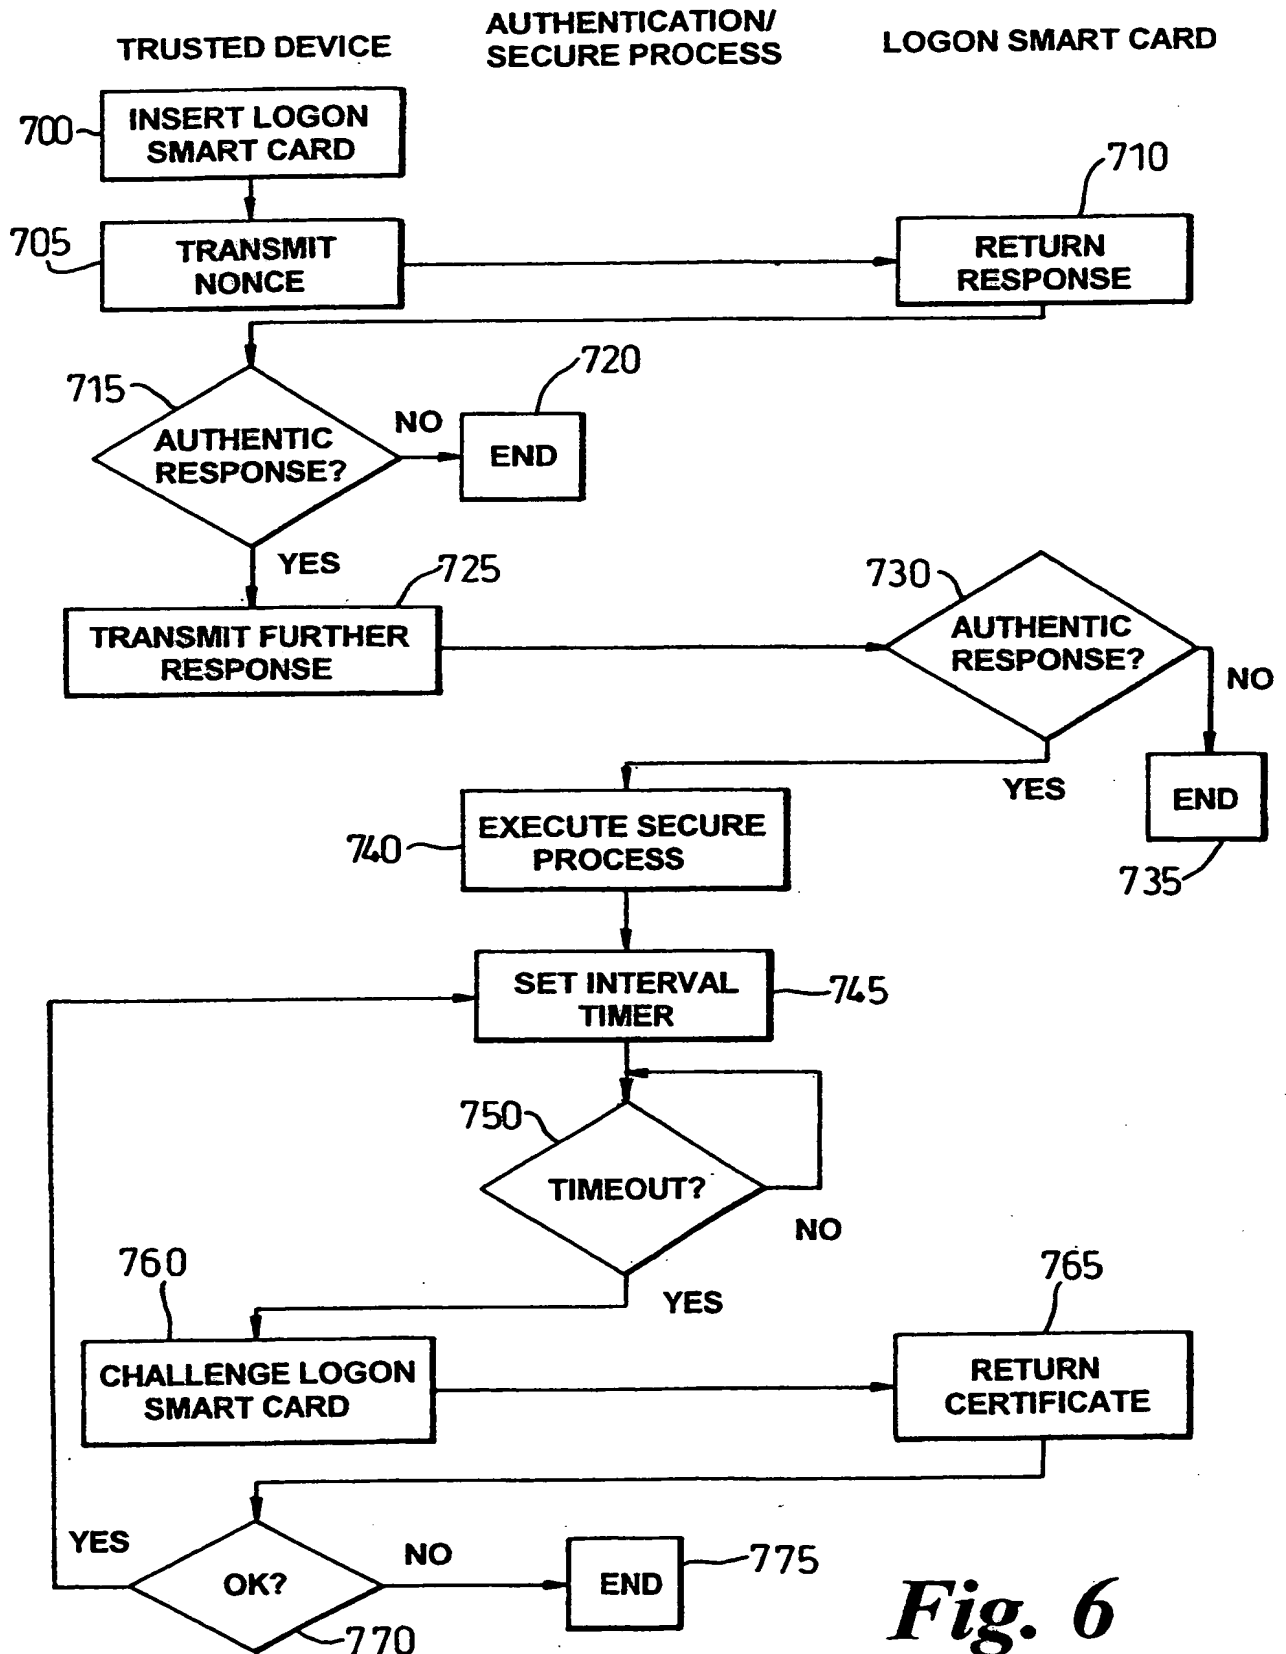 TRUSTED DEVICE
AUTHENTICATION/
SECURE PROCESS
LOGON SMART CARD
700
INSERT LOGON
SMART CARD
710
705
TRANSMIT
NONCE
RETURN
RESPONSE
715
AUTHENTIC
RESPONSE?
NO
720
END
YES
725
TRANSMIT FURTHER
RESPONSE
730
AUTHENTIC
RESPONSE?
NO
YES
END
735
740
EXECUTE SECURE
PROCESS
SET INTERVAL
TIMER
745
750
TIMEOUT?
NO
YES
760
CHALLENGE LOGON
SMART CARD
765
RETURN
CERTIFICATE
YES
OK?
NO
END
775
770
Fig. 6